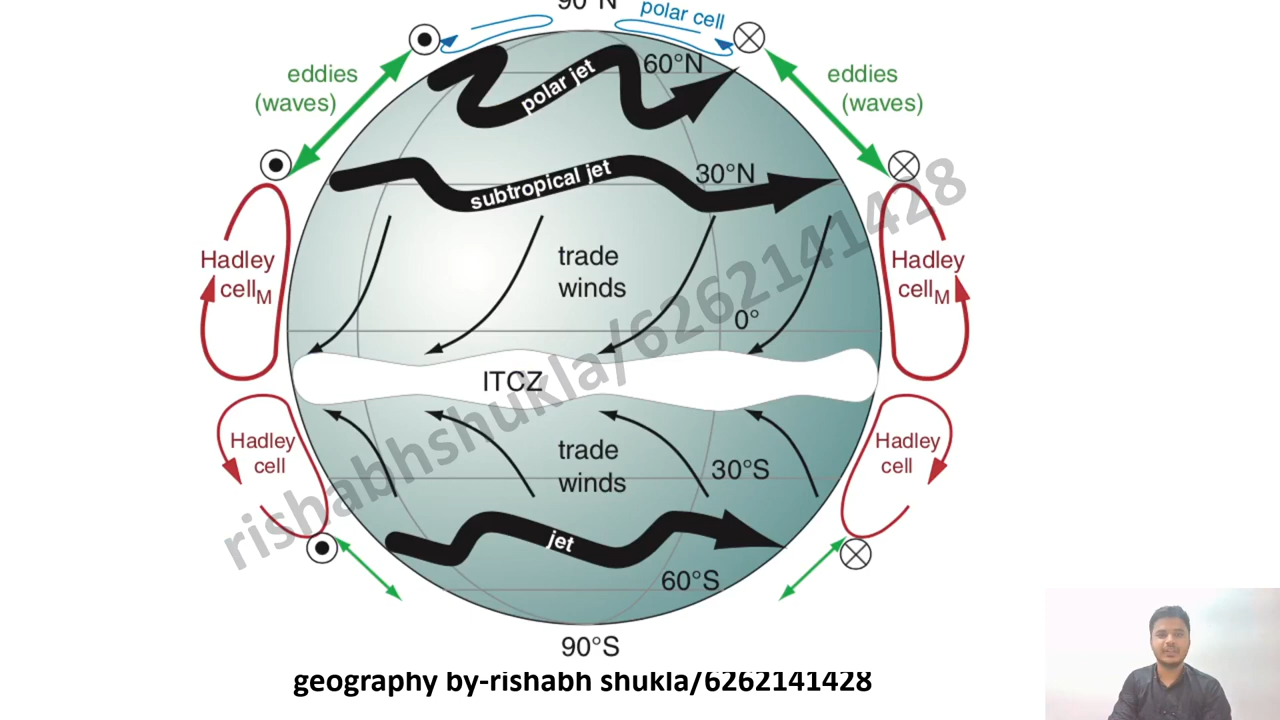 90°N
polar cell
eddies
(waves)
60°N
polar jet
eddies
(waves)
30°N
subtropical jet
Hadley
cellM
trade
winds
Hadley
cellM
0°
ITCZ
Hadley
cell
trade
winds
30°S
Hadley
cell
jet
60°S
90°S
rishabhshukla/6262141428
geography by-rishabh shukla/6262141428